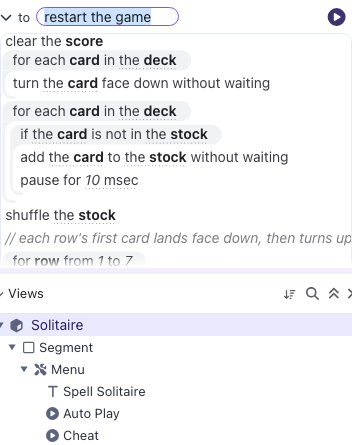 to restart the game
clear the score
for each card in the deck
turn the card face down without waiting
for each card in the deck
if the card is not in the stock
add the card to the stock without waiting
pause for 10 msec
shuffle the stock
// each row's first card lands face down, then turns up
for row from 1 to 7
Views
Solitaire
Segment
Menu
Spell Solitaire
Auto Play
Cheat